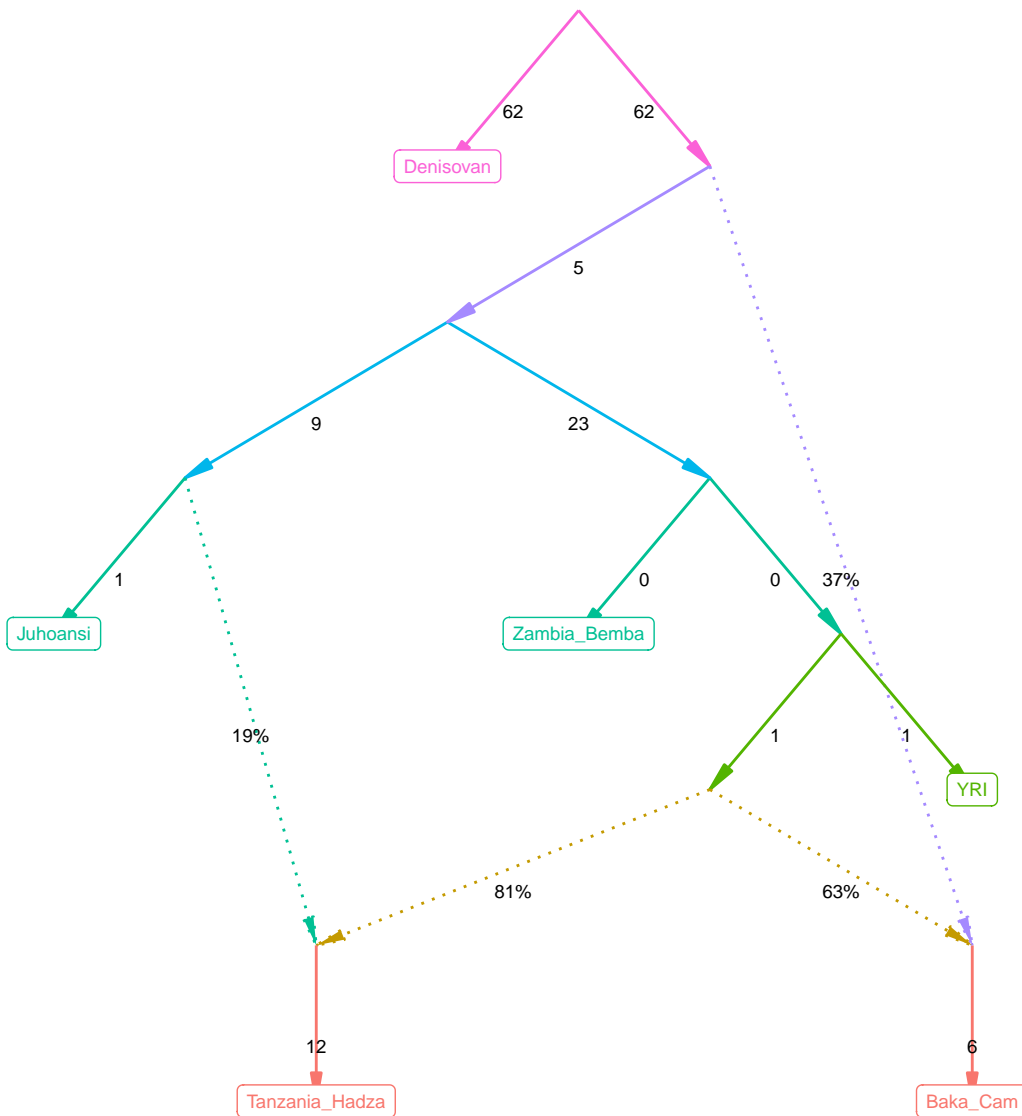 62
62
Denisovan
5
9
23
1
0
0
37%
Juhoansi
Zambia_Bemba
19%
1
1
YRI
81%
63%
12
6
Tanzania_Hadza
Baka_Cam